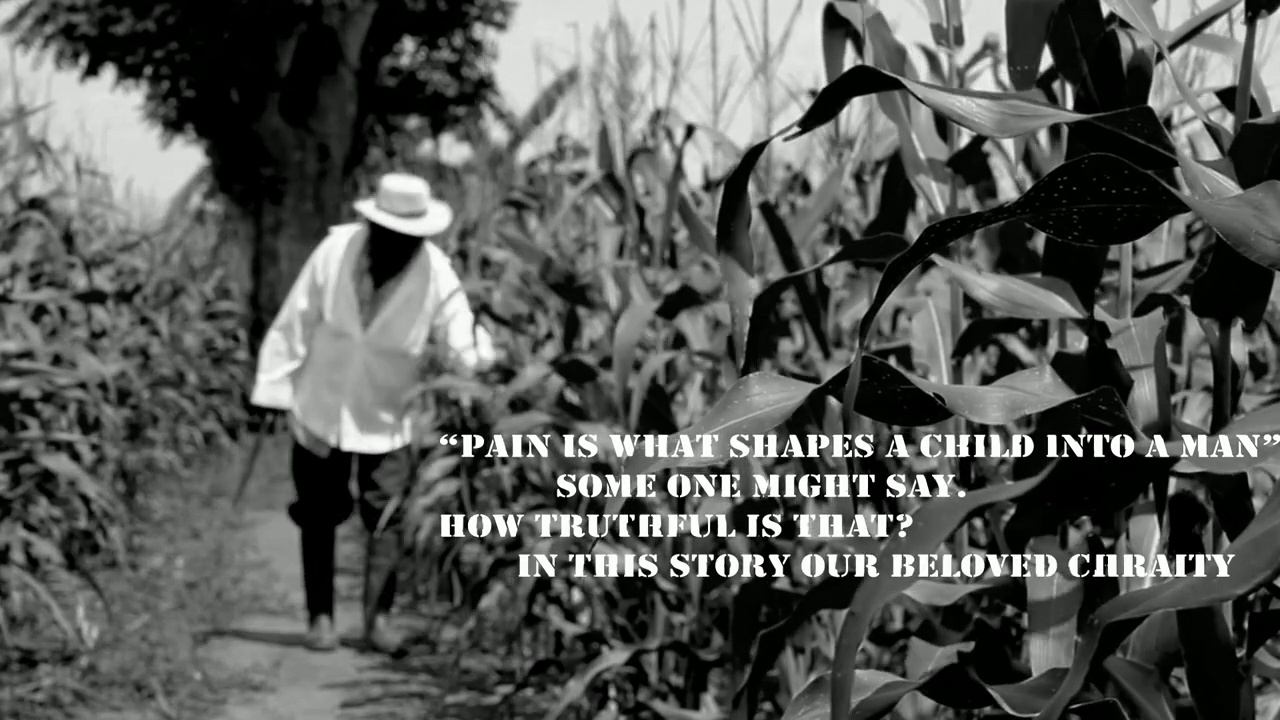 “PAIN IS WHAT SHAPES A CHILD INTO A MAN”
SOME ONE MIGHT SAY.
HOW TRUTHFUL IS THAT?
IN THIS STORY OUR BELOVED CHRAITY